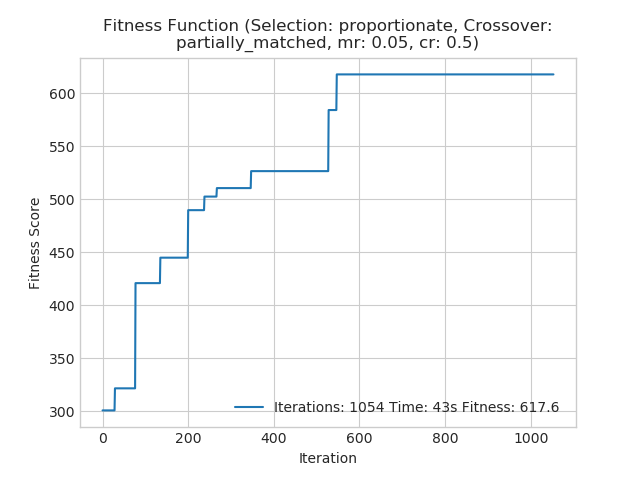 Fitness Function (Selection: proportionate, Crossover:
partially_matched, mr: 0.05, cr: 0.5)
Fitness Score
600
550
500
450
400
350
300
Iterations: 1054 Time: 43s Fitness: 617.6
0 200 400 600 800 1000
Iteration